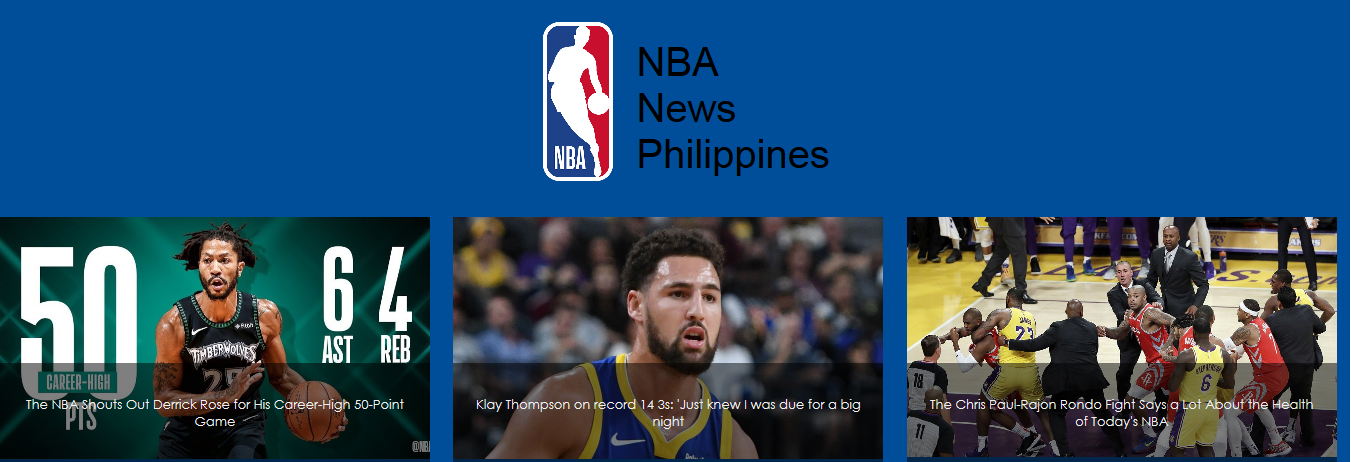 NBA
NBA
News
Philippines
50
6 4
AST REB
CAREER-HIGH
PTS
TIMBERWOLVES
25
The NBA Shouts Out Derrick Rose for His Career-High 50-Point
Game
Klay Thompson on record 14 3s: 'Just knew I was due for a big
night
23
6
18
11
The Chris Paul-Rajon Rondo Fight Says a Lot About the Health
of Today's NBA